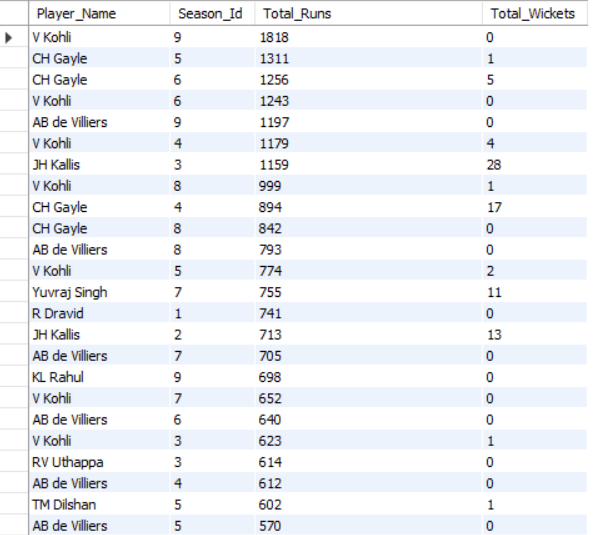 Player_Name Season_Id Total_Runs Total_Wickets
V Kohli 9 1818 0
CH Gayle 5 1311 1
CH Gayle 6 1256 5
V Kohli 6 1243 0
AB de Villiers 9 1197 0
V Kohli 4 1179 4
JH Kallis 3 1159 28
V Kohli 8 999 1
CH Gayle 4 894 17
CH Gayle 8 842 0
AB de Villiers 8 793 0
V Kohli 5 774 2
Yuvraj Singh 7 755 11
R Dravid 1 741 0
JH Kallis 2 713 13
AB de Villiers 7 705 0
KL Rahul 9 698 0
V Kohli 7 652 0
AB de Villiers 6 640 0
V Kohli 3 623 1
RV Uthappa 3 614 0
AB de Villiers 4 612 0
TM Dilshan 5 602 1
AB de Villiers 5 570 0